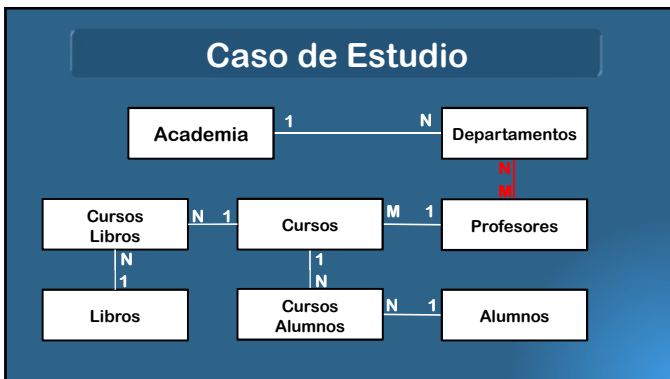 Caso de Estudio
Academia
1
N
Departamentos
N
M
Cursos
Libros
N
1
Cursos
M
1
Profesores
N
1
1
N
Libros
Cursos
Alumnos
N
1
Alumnos